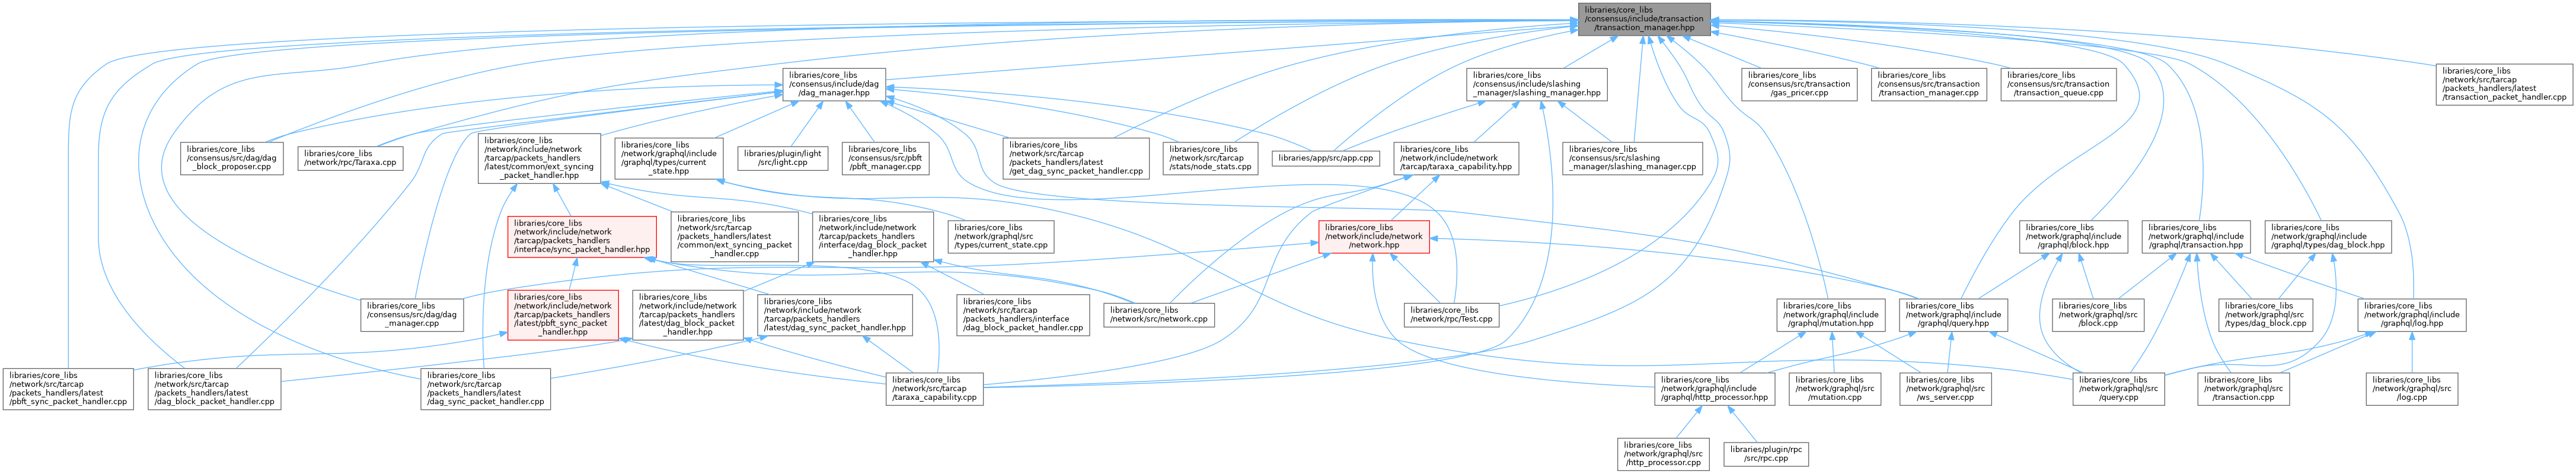 libraries/core_libs
/consensus/include/transaction
/transaction_manager.hpp
libraries/core_libs
/consensus/include/dag
/dag_manager.hpp
libraries/core_libs
/consensus/include/slashing
_manager/slashing_manager.hpp
libraries/core_libs
/consensus/src/transaction
/gas_pricer.cpp
libraries/core_libs
/consensus/src/transaction
/transaction_manager.cpp
libraries/core_libs
/consensus/src/transaction
/transaction_queue.cpp
libraries/core_libs
/network/src/tarcap
/packets_handlers/latest
/transaction_packet_handler.cpp
libraries/core_libs
/consensus/src/dag/dag
_block_proposer.cpp
libraries/core_libs
/network/rpc/Taraxa.cpp
libraries/core_libs
/network/include/network
/tarcap/packets_handlers
/latest/common/ext_syncing
_packet_handler.hpp
libraries/core_libs
/network/graphql/include
/graphql/types/current
_state.hpp
libraries/plugin/light
/src/light.cpp
libraries/core_libs
/consensus/src/pbft
/pbft_manager.cpp
libraries/core_libs
/network/src/tarcap
/packets_handlers/latest
/get_dag_sync_packet_handler.cpp
libraries/core_libs
/network/src/tarcap
/stats/node_stats.cpp
libraries/app/src/app.cpp
libraries/core_libs
/network/include/network
/tarcap/taraxa_capability.hpp
libraries/core_libs
/consensus/src/slashing
_manager/slashing_manager.cpp
libraries/core_libs
/network/include/network
/tarcap/packets_handlers
/interface/sync_packet_handler.hpp
libraries/core_libs
/network/src/tarcap
/packets_handlers/latest
/common/ext_syncing_packet
_handler.cpp
libraries/core_libs
/network/include/network
/tarcap/packets_handlers
/interface/dag_block_packet
_handler.hpp
libraries/core_libs
/network/graphql/src
/types/current_state.cpp
libraries/core_libs
/network/include/network
/network.hpp
libraries/core_libs
/network/graphql/include
/graphql/block.hpp
libraries/core_libs
/network/graphql/include
/graphql/transaction.hpp
libraries/core_libs
/network/graphql/include
/graphql/types/dag_block.hpp
libraries/core_libs
/consensus/src/dag/dag
_manager.cpp
libraries/core_libs
/network/include/network
/tarcap/packets_handlers
/latest/pbft_sync_packet
_handler.hpp
libraries/core_libs
/network/include/network
/tarcap/packets_handlers
/latest/dag_block_packet
_handler.hpp
libraries/core_libs
/network/include/network
/tarcap/packets_handlers
/latest/dag_sync_packet_handler.hpp
libraries/core_libs
/network/src/tarcap
/packets_handlers/interface
/dag_block_packet_handler.cpp
libraries/core_libs
/network/src/network.cpp
libraries/core_libs
/network/rpc/Test.cpp
libraries/core_libs
/network/graphql/include
/graphql/mutation.hpp
libraries/core_libs
/network/graphql/include
/graphql/query.hpp
libraries/core_libs
/network/graphql/src
/block.cpp
libraries/core_libs
/network/graphql/src
/types/dag_block.cpp
libraries/core_libs
/network/graphql/include
/graphql/log.hpp
libraries/core_libs
/network/src/tarcap
/packets_handlers/latest
/pbft_sync_packet_handler.cpp
libraries/core_libs
/network/src/tarcap
/packets_handlers/latest
/dag_block_packet_handler.cpp
libraries/core_libs
/network/src/tarcap
/packets_handlers/latest
/dag_sync_packet_handler.cpp
libraries/core_libs
/network/src/tarcap
/taraxa_capability.cpp
libraries/core_libs
/network/graphql/include
/graphql/http_processor.hpp
libraries/core_libs
/network/graphql/src
/mutation.cpp
libraries/core_libs
/network/graphql/src
/ws_server.cpp
libraries/core_libs
/network/graphql/src
/query.cpp
libraries/core_libs
/network/graphql/src
/transaction.cpp
libraries/core_libs
/network/graphql/src
/log.cpp
libraries/core_libs
/network/graphql/src
/http_processor.cpp
libraries/plugin/rpc
/src/rpc.cpp